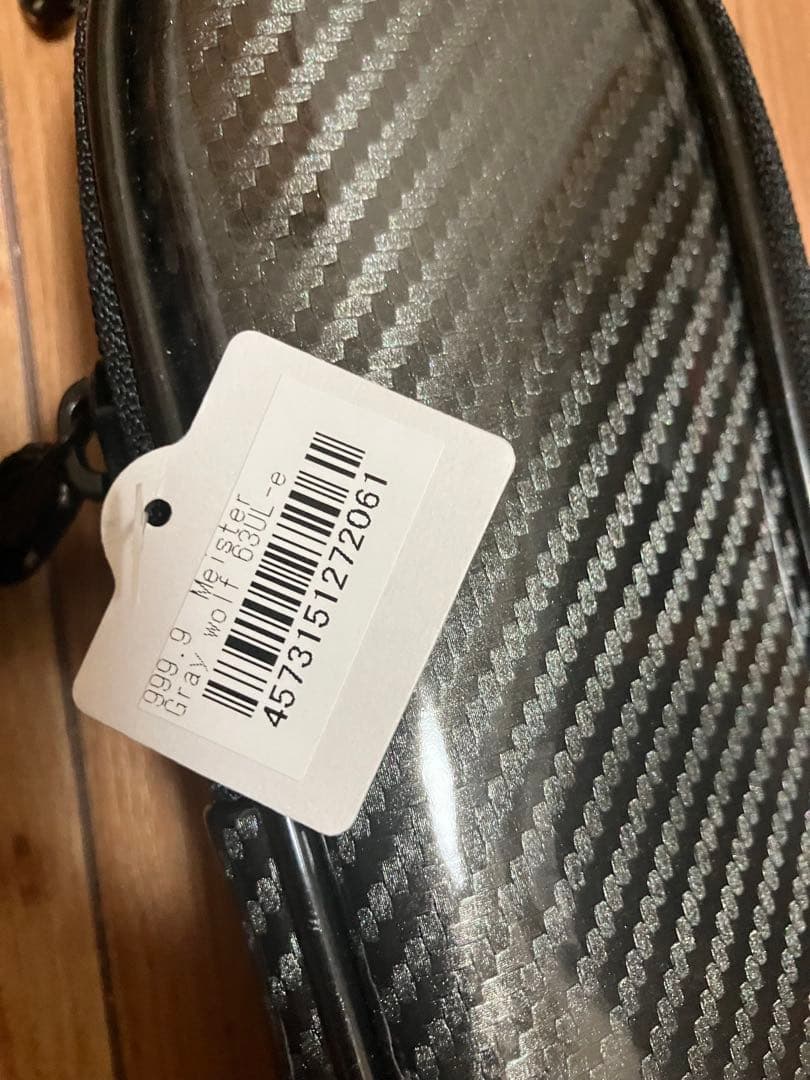 999.9 Meister
Gray wolf 63UL-e
4573151272061